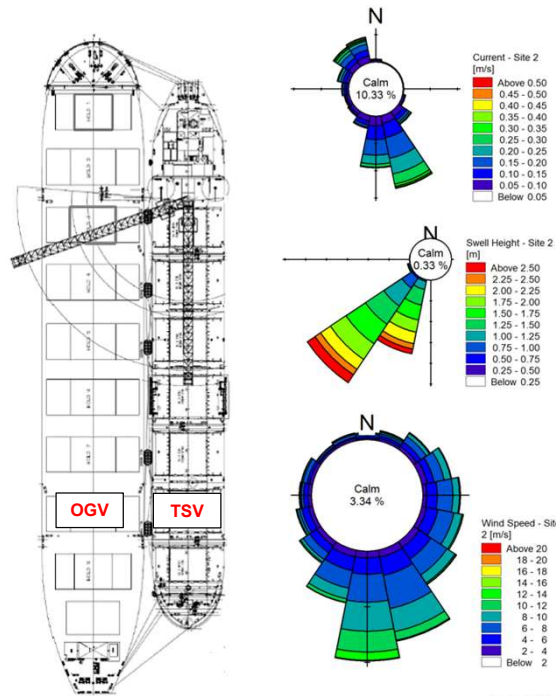 HOLD 1
OGV
TSV
N
Calm
10.33 %
Current - Site 2
[m/s]
Above 0.50
0.45 - 0.50
0.40 - 0.45
0.35 - 0.40
0.30 - 0.35
0.25 - 0.30
0.20 - 0.25
0.15 - 0.20
0.10 - 0.15
0.05 - 0.10
Below 0.05
N
Calm
0.33 %
Swell Height - Site 2
[m]
Above 2.50
2.25 - 2.50
2.00 - 2.25
1.75 - 2.00
1.50 - 1.75
1.25 - 1.50
1.00 - 1.25
0.75 - 1.00
0.50 - 0.75
0.25 - 0.50
Below 0.25
N
Calm
3.34 %
Wind Speed - Site
2 [m/s]
Above 20
18 - 20
16 - 18
14 - 16
12 - 14
10 - 12
8 - 10
6 - 8
4 - 6
2 - 4
Below 2